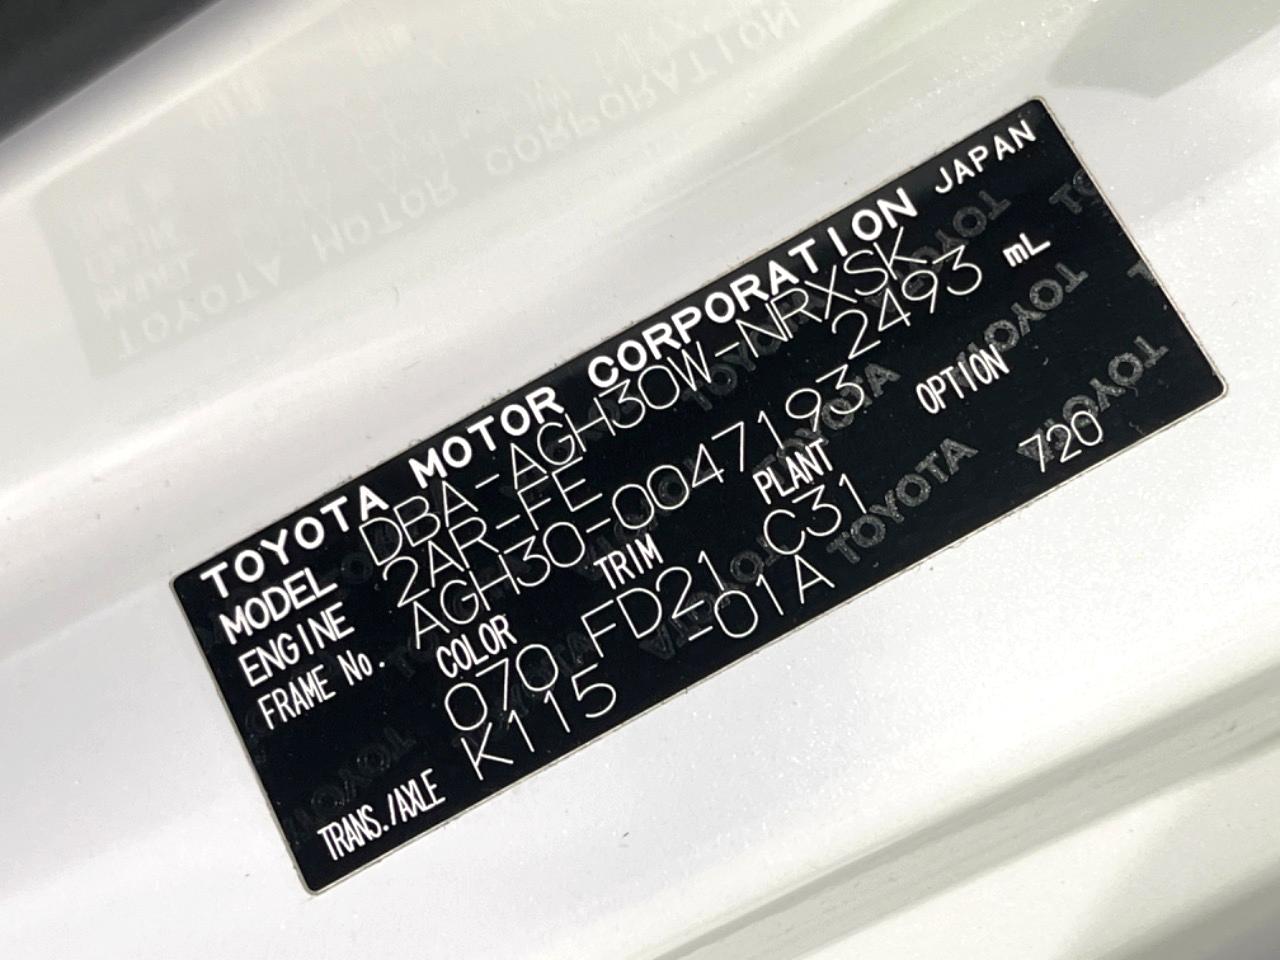 TOYOTA MOTOR CORPORATION JAPAN
MODEL DBA-AGH30W-NRXSK
ENGINE 2AR-FE 2493 mL
FRAME No. AGH30-0047193
COLOR TRIM PLANT OPTION
070 FD21 C31 720
TRANS./AXLE K115 -01A